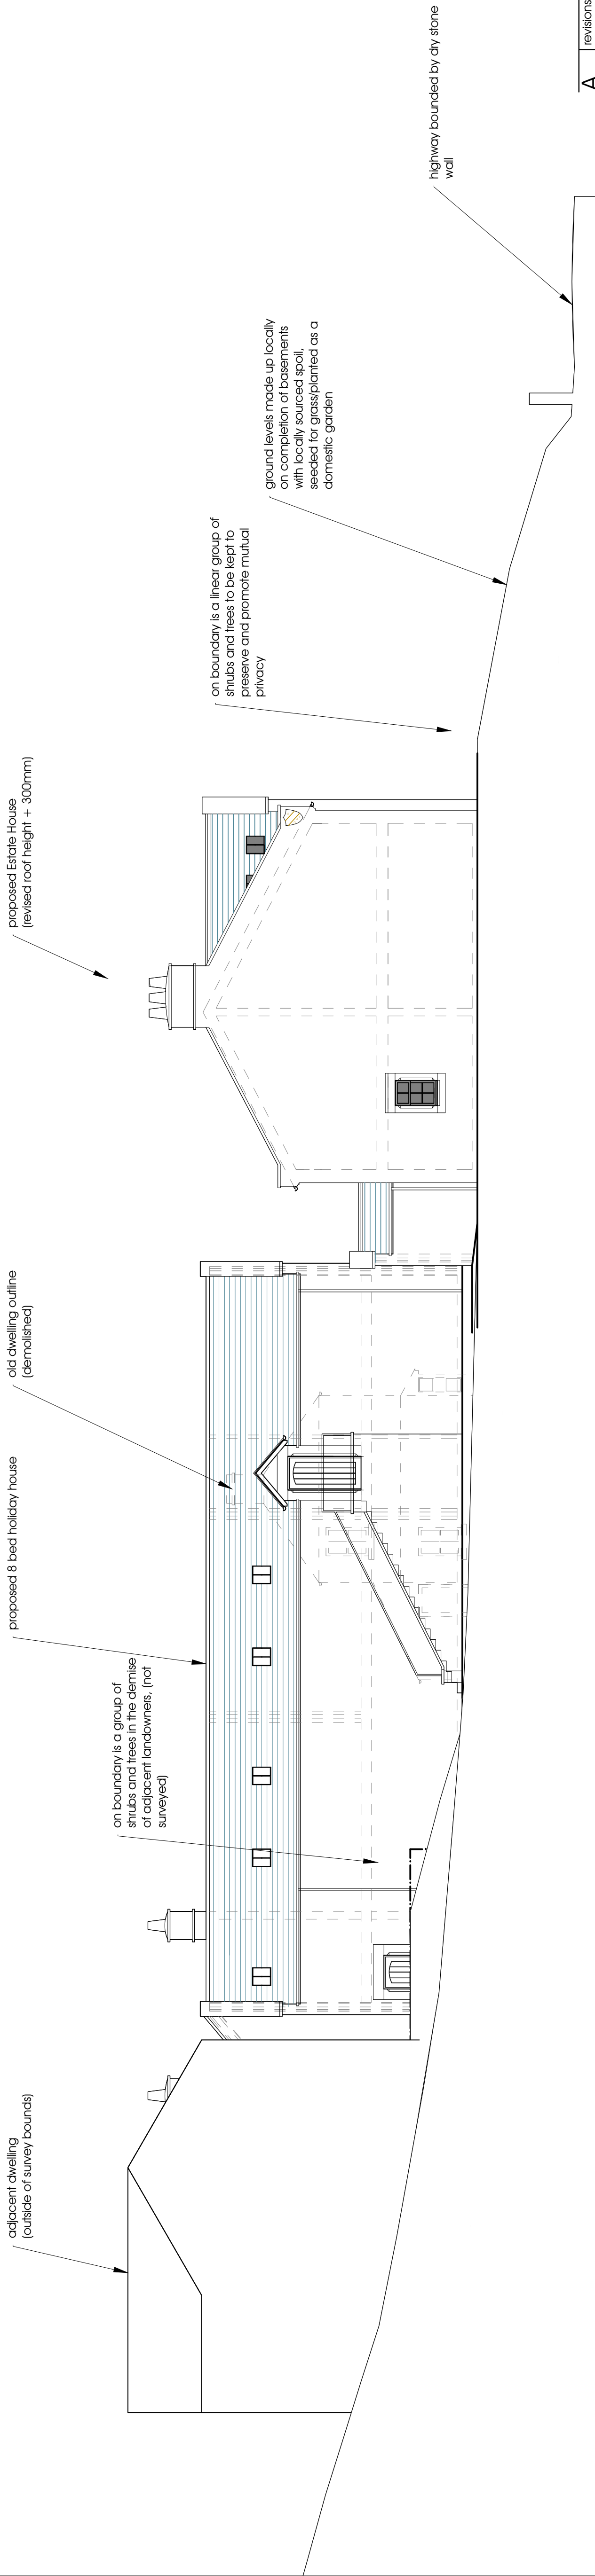 adjacent dwelling
(outside of survey bounds)
on boundary is a group of
shrubs and trees in the demise
of adjacent landowners, (not
surveyed)
proposed 8 bed holiday house
old dwelling outline
(demolished)
proposed Estate House
(revised roof height + 300mm)
on boundary is a linear group of
shrubs and trees to be kept to
preserve and promote mutual
privacy
ground levels made up locally
on completion of basements
with locally sourced spoil,
seeded for grass/planted as a
domestic garden
highway bounded by dry stone
wall
A
revisions